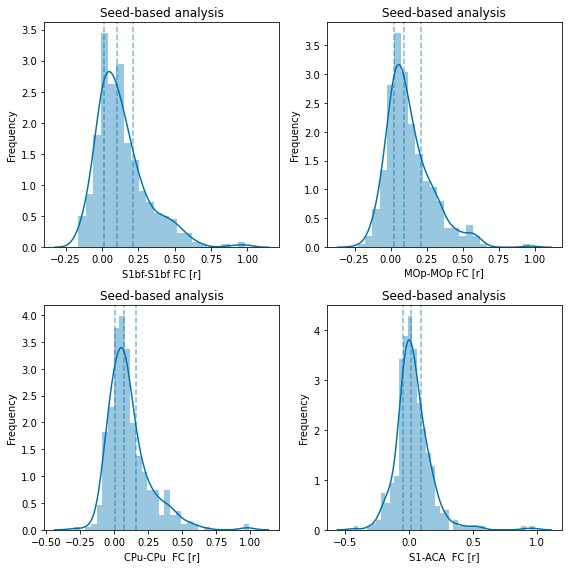 Seed-based analysis
Frequency
3.5
3.0
2.5
2.0
1.5
1.0
0.5
0.0
−0.25 0.00 0.25 0.50 0.75 1.00
S1bf-S1bf FC [r]
Seed-based analysis
Frequency
3.5
3.0
2.5
2.0
1.5
1.0
0.5
0.0
−0.25 0.00 0.25 0.50 0.75 1.00
MOp-MOp FC [r]
Seed-based analysis
Frequency
4.0
3.5
3.0
2.5
2.0
1.5
1.0
0.5
0.0
−0.50 −0.25 0.00 0.25 0.50 0.75 1.00
CPu-CPu  FC [r]
Seed-based analysis
Frequency
4
3
2
1
0
−0.5 0.0 0.5 1.0
S1-ACA  FC [r]